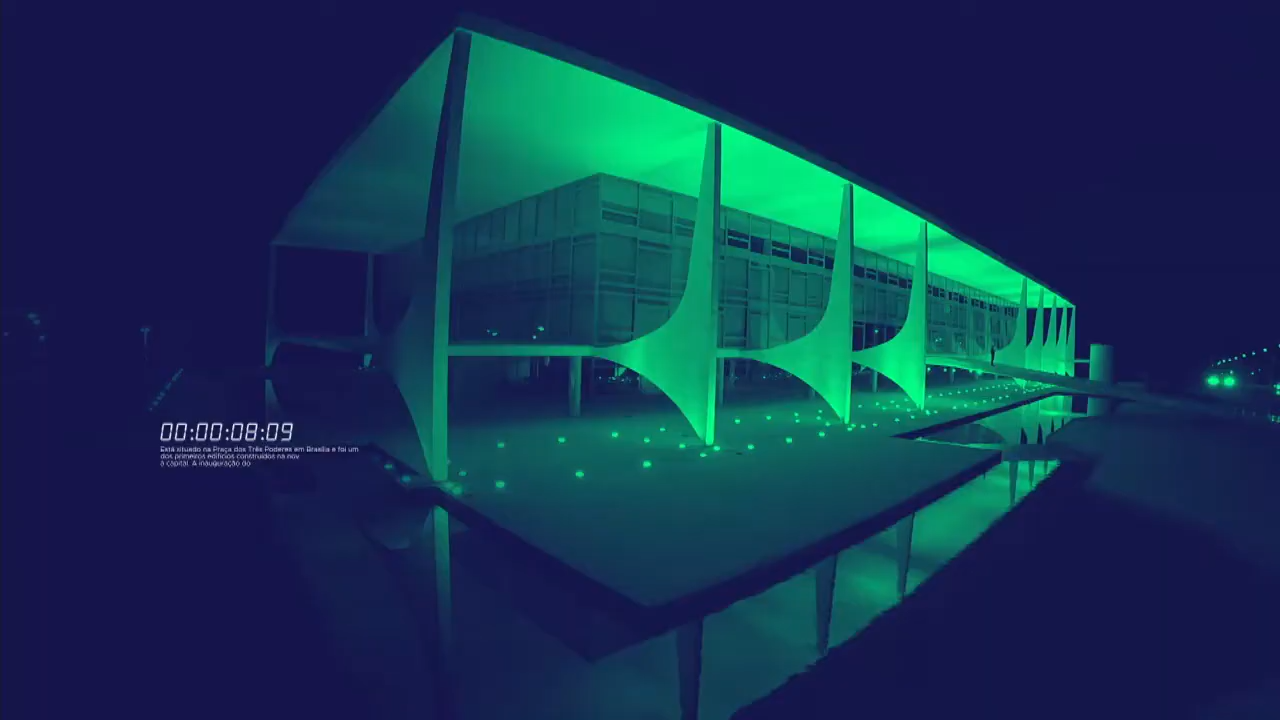 00:00:08:09
Está situado na Praça dos Três Poderes em Brasília e foi um
dos primeiros edifícios construídos na nov
a capital. A inauguração do